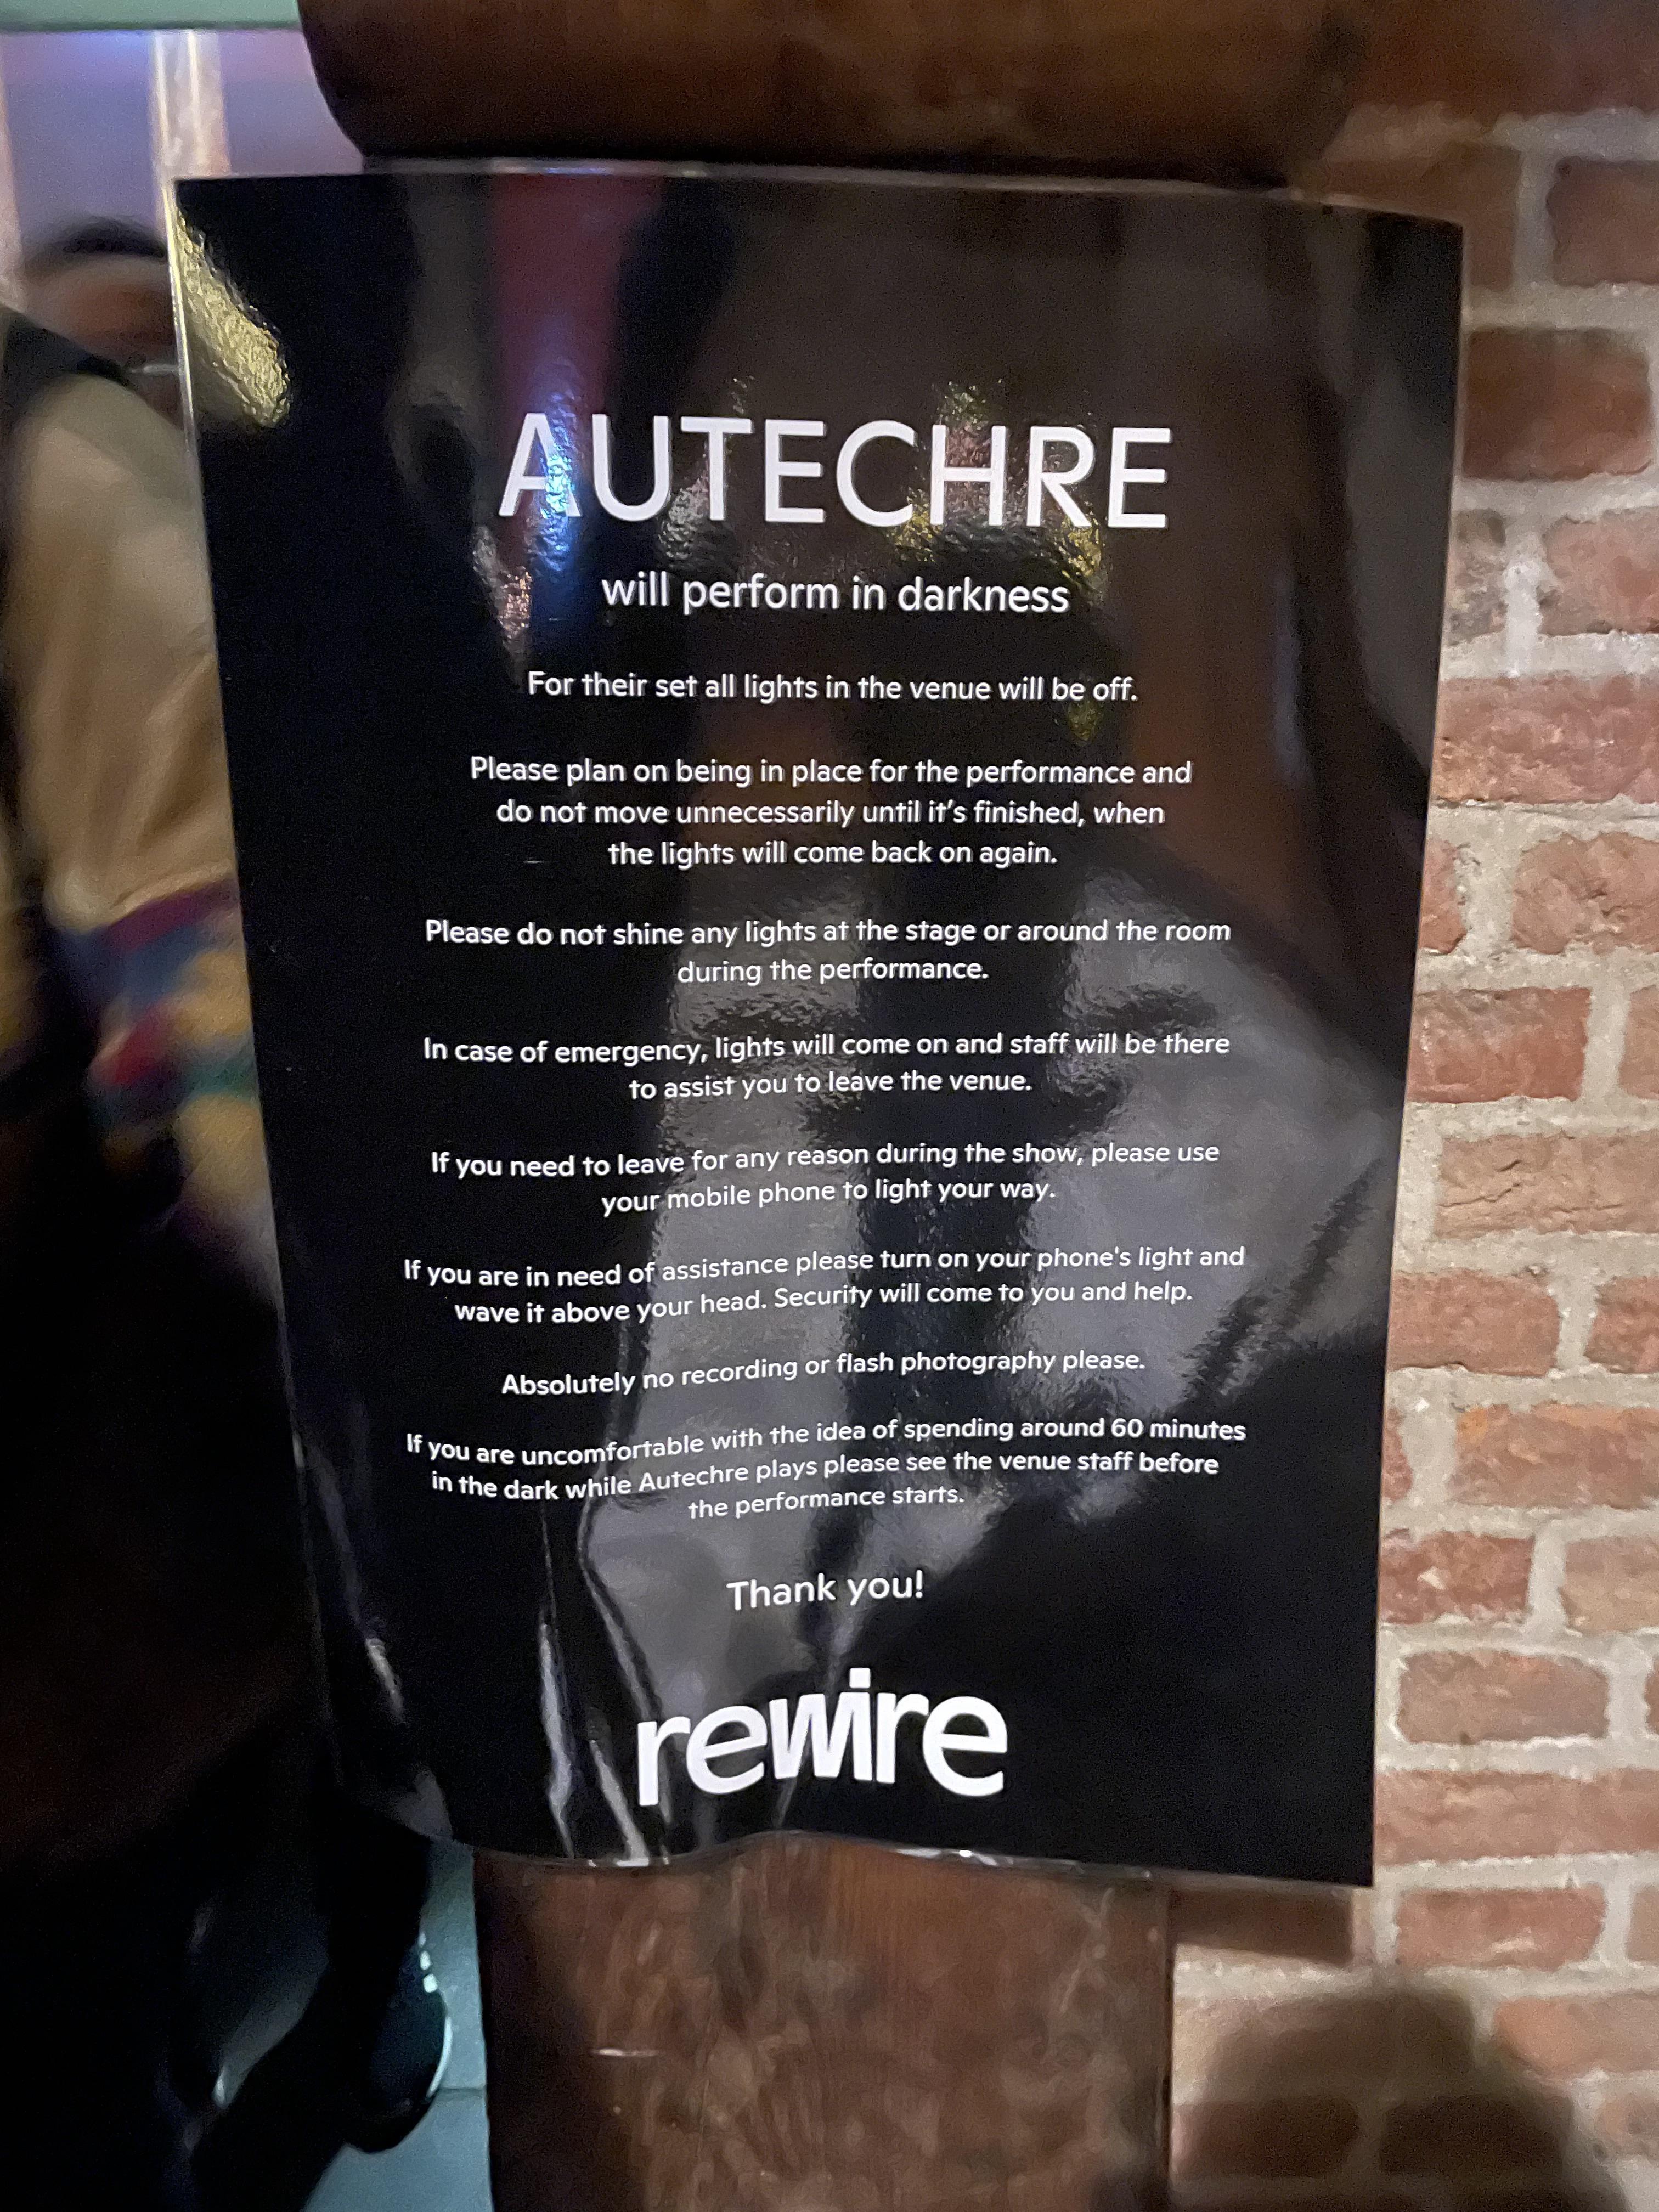 AUTECHRE
will perform in darkness
For their set all lights in the venue will be off.
Please plan on being in place for the performance and
do not move unnecessarily until it's finished, when
the lights will come back on again.
Please do not shine any lights at the stage or around the room
during the performance.
In case of emergency, lights will come on and staff will be there
to assist you to leave the venue.
If you need to leave for any reason during the show, please use
your mobile phone to light your way.
If you are in need of assistance please turn on your phone's light and
wave it above your head. Security will come to you and help.
Absolutely no recording or flash photography please.
If you are uncomfortable with the idea of spending around 60 minutes
in the dark while Autechre plays please see the venue staff before
the performance starts.
Thank you!
rewire